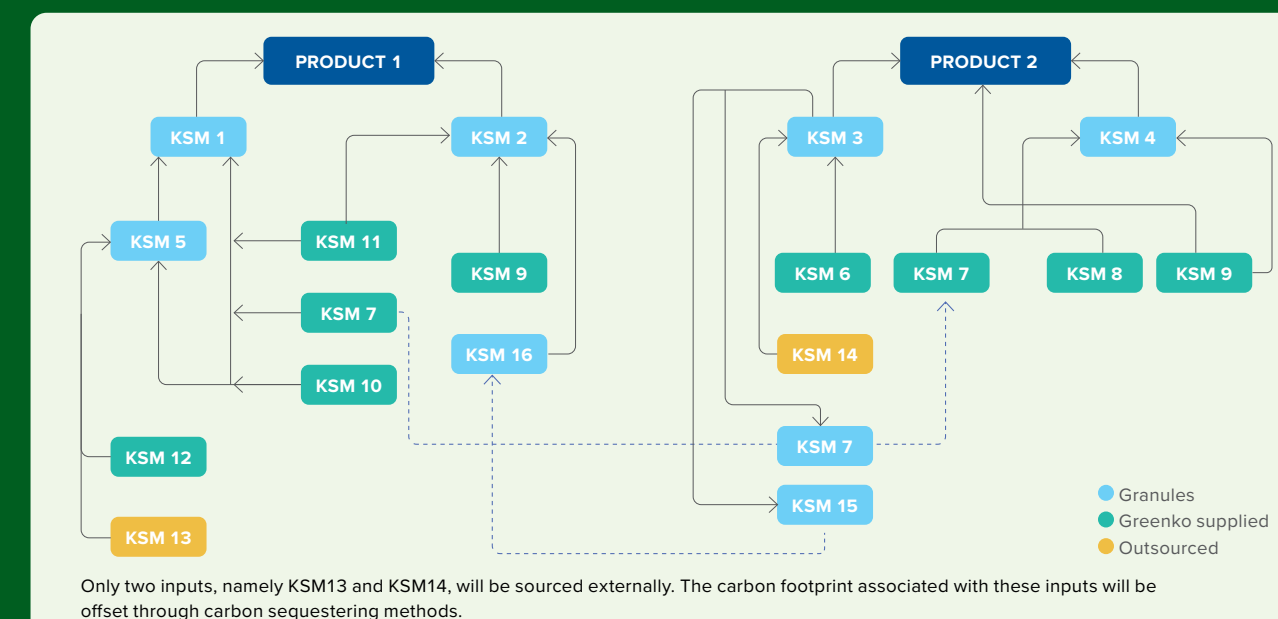 PRODUCT 1
PRODUCT 2
KSM 1
KSM 2
KSM 3
KSM 4
KSM 5
KSM 11
KSM 9
KSM 6
KSM 7
KSM 8
KSM 9
KSM 7
KSM 16
KSM 14
KSM 10
KSM 7
KSM 12
KSM 15
KSM 13
Granules
Greenko supplied
Outsourced
Only two inputs, namely KSM13 and KSM14, will be sourced externally. The carbon footprint associated with these inputs will be
offset through carbon sequestering methods.